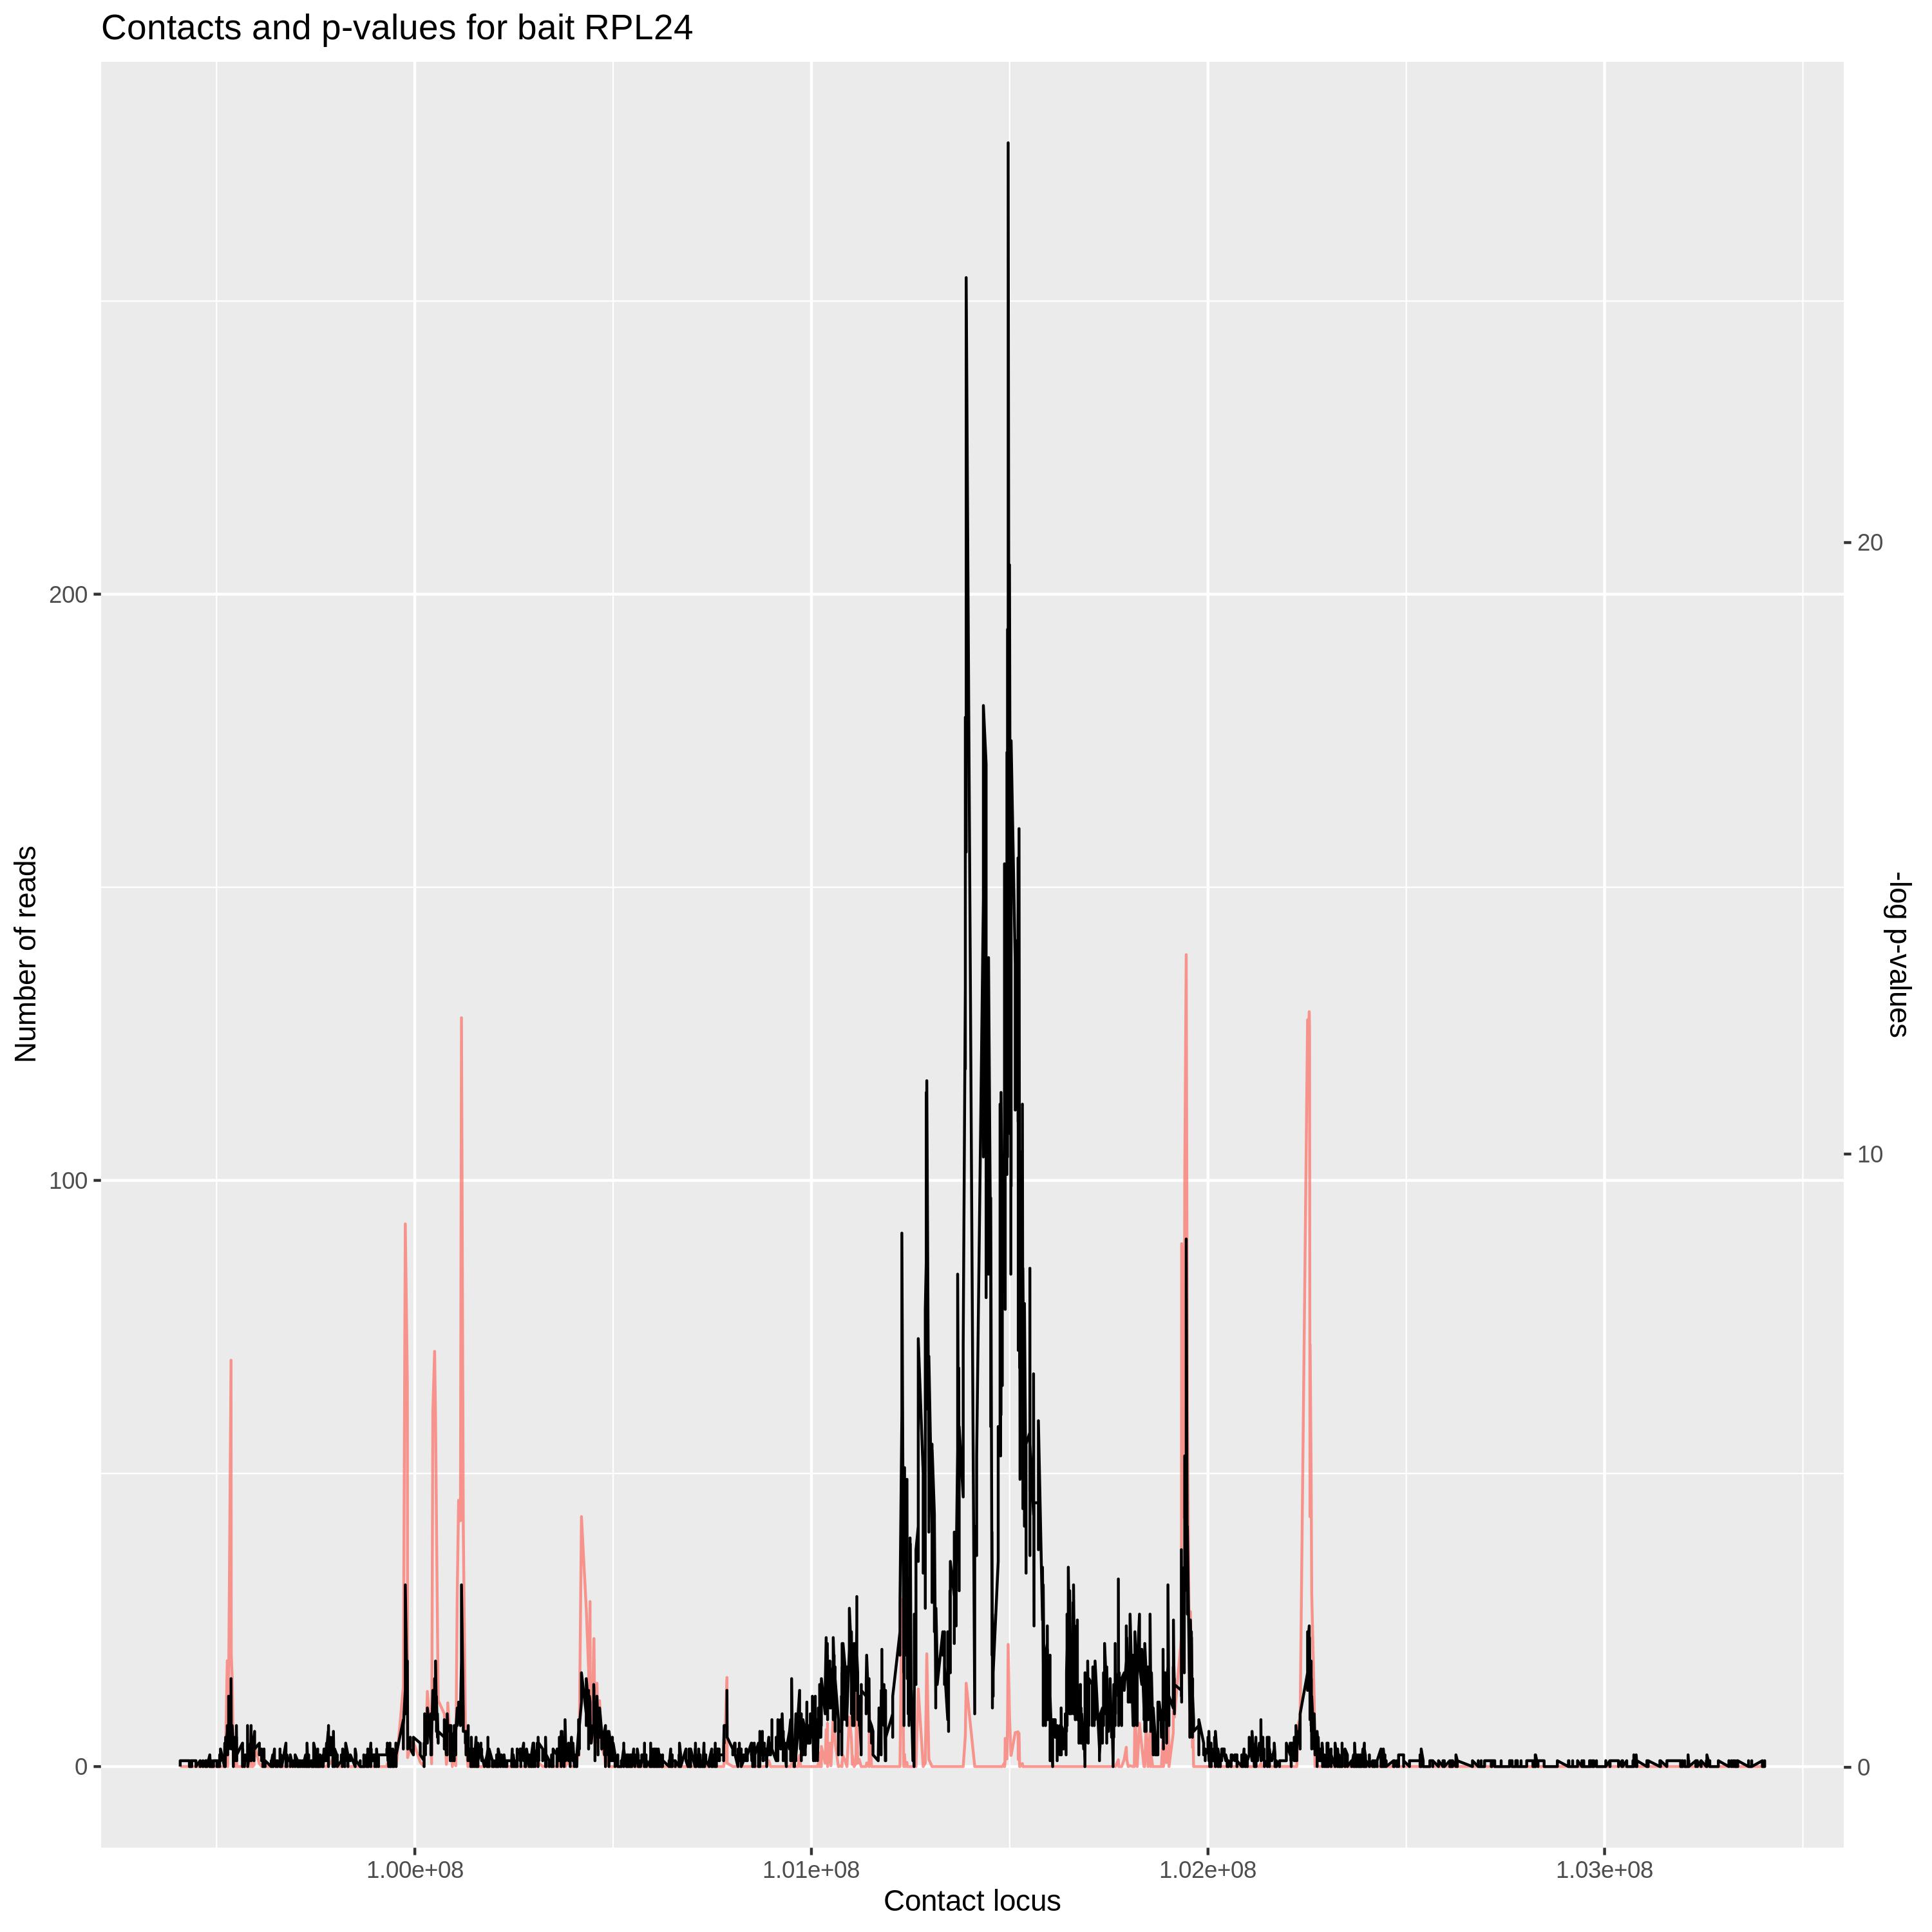 Contacts and p-values for bait RPL24
Number of reads
200
100
0
20
10
0
-log p-values
1.00e+08
1.01e+08
1.02e+08
1.03e+08
Contact locus